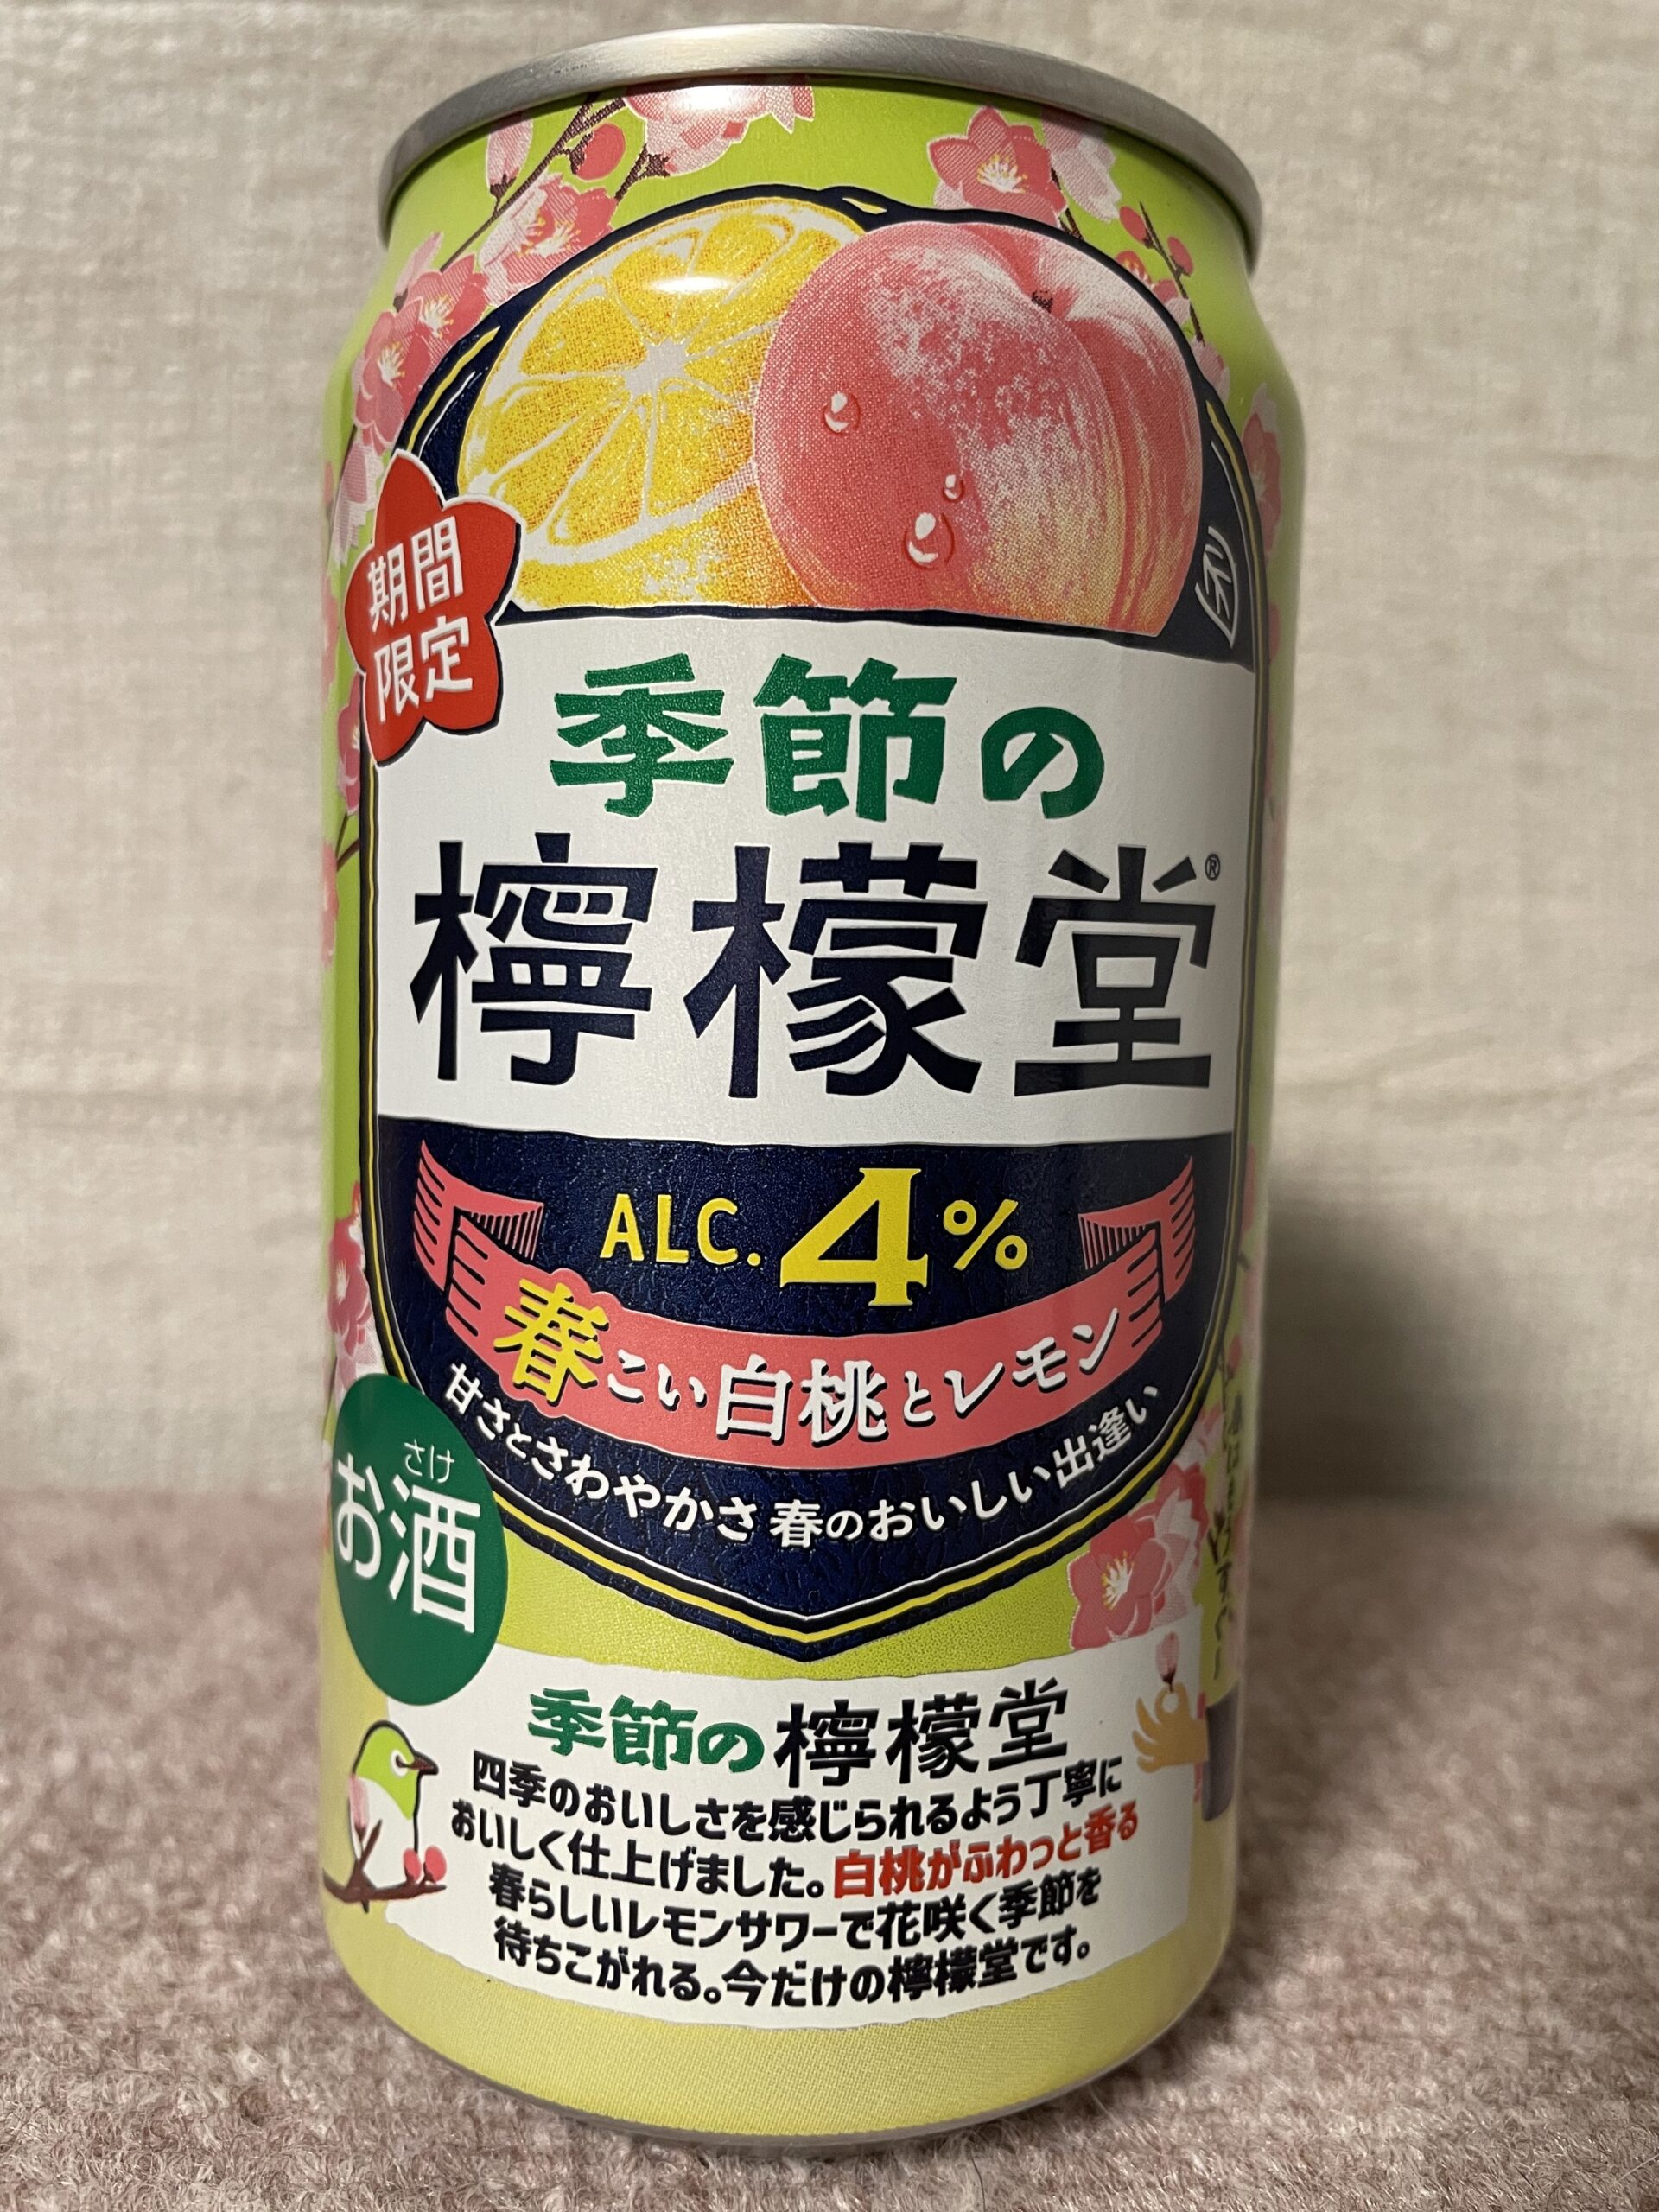 期間
限定
季節の
檸檬堂®
ALC.4%
春こい白桃とレモン
甘さとさわやかさ 春のおいしい出逢い
さけ
お酒
季節の檸檬堂
四季のおいしさを感じられるよう丁寧に
おいしく仕上げました。白桃がふわっと香る
春らしいレモンサワーで花咲く季節を
待ちこがれる。今だけの檸檬堂です。